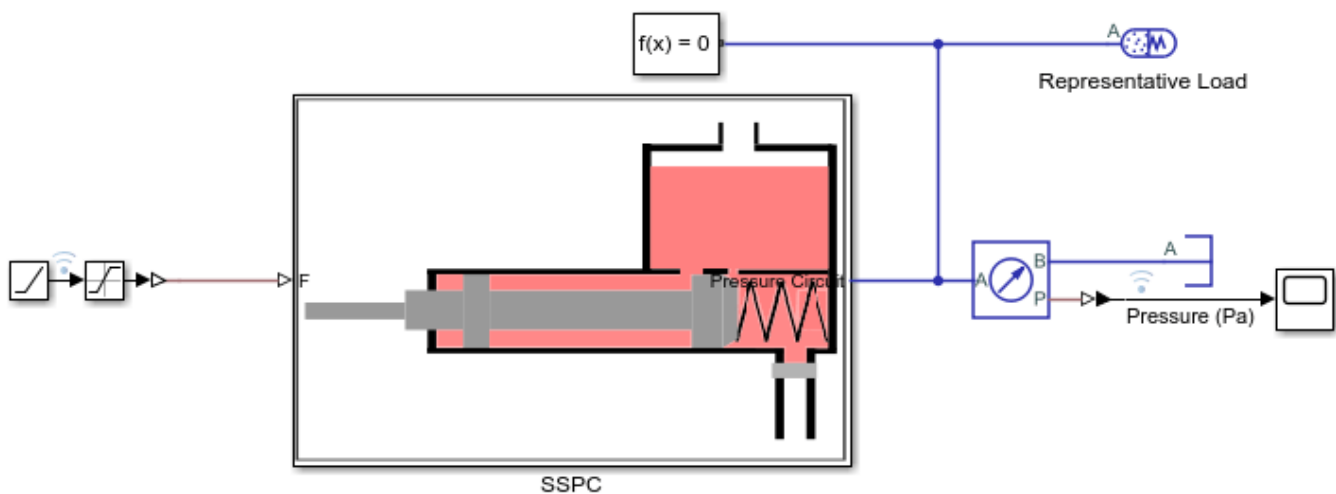 f(x) = 0
A
Representative Load
F
Pressure Circuit
A
B
A
P
Pressure (Pa)
SSPC